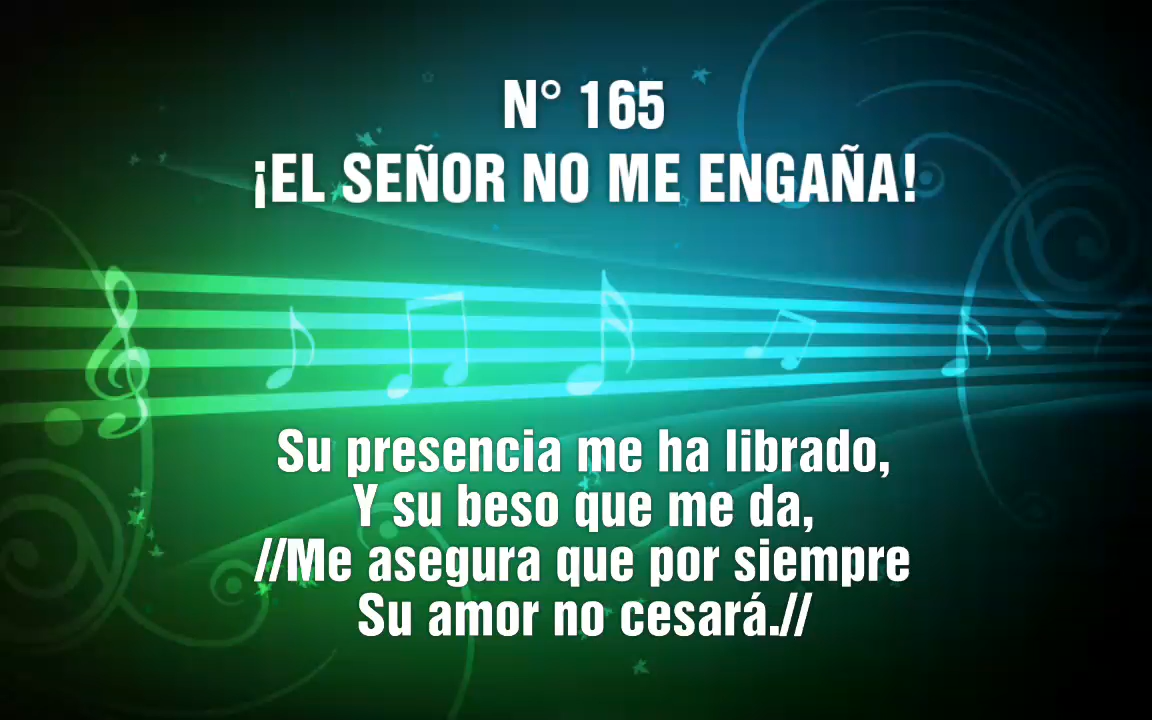 N° 165
¡EL SEÑOR NO ME ENGAÑA!
Su presencia me ha librado,
Y su beso que me da,
//Me asegura que por siempre
Su amor no cesará.//